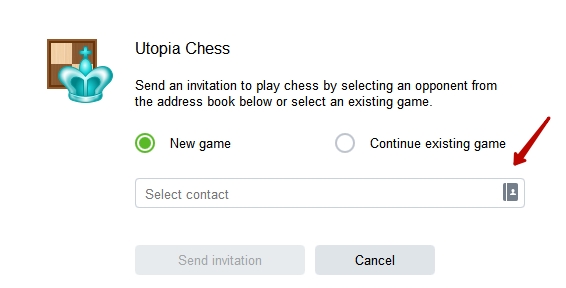 Utopia Chess
Send an invitation to play chess by selecting an opponent from
the address book below or select an existing game.
New game
Continue existing game
Select contact
Send invitation
Cancel